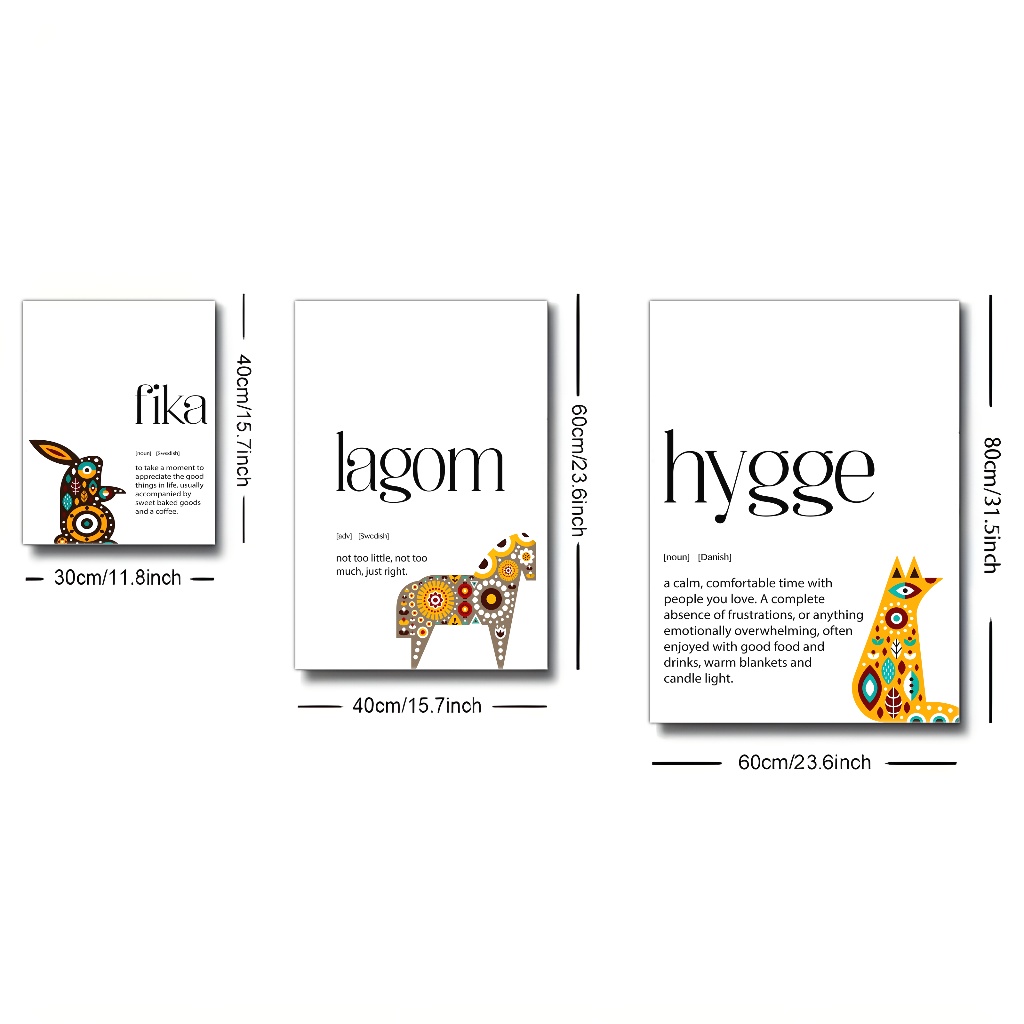 fika
[noun] [Swedish]
to take a moment to
appreciate the good
things in life, usually
accompanied by
sweet baked goods
and a coffee.
40cm/15.7inch
30cm/11.8inch
lagom
[adv] [Swedish]
not too little, not too
much, just right.
60cm/23.6inch
40cm/15.7inch
hygge
[noun] [Danish]
a calm, comfortable time with
people you love. A complete
absence of frustrations, or anything
emotionally overwhelming, often
enjoyed with good food and
drinks, warm blankets and
candle light.
80cm/31.5inch
60cm/23.6inch